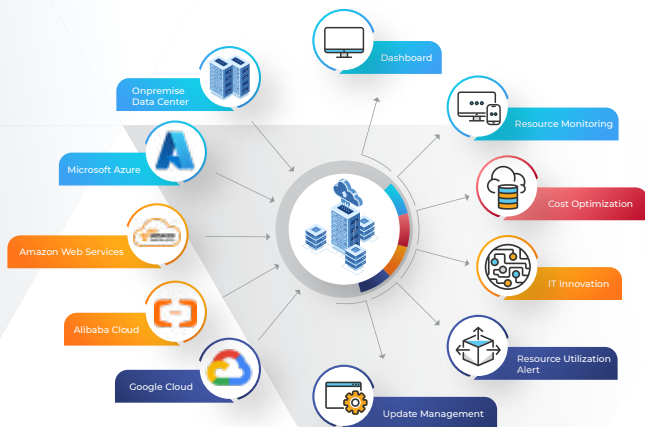 Dashboard
Onpremise
Data Center
Resource Monitoring
Microsoft Azure
Cost Optimization
Amazon Web Services
IT Innovation
Alibaba Cloud
Resource Utilization
Alert
Google Cloud
Update Management